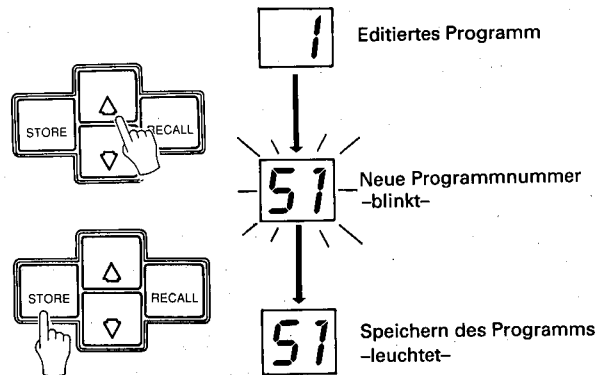 1
Editiertes Programm
STORE
RECALL
51
Neue Programmnummer
–blinkt–
STORE
RECALL
51
Speichern des Programms
–leuchtet–